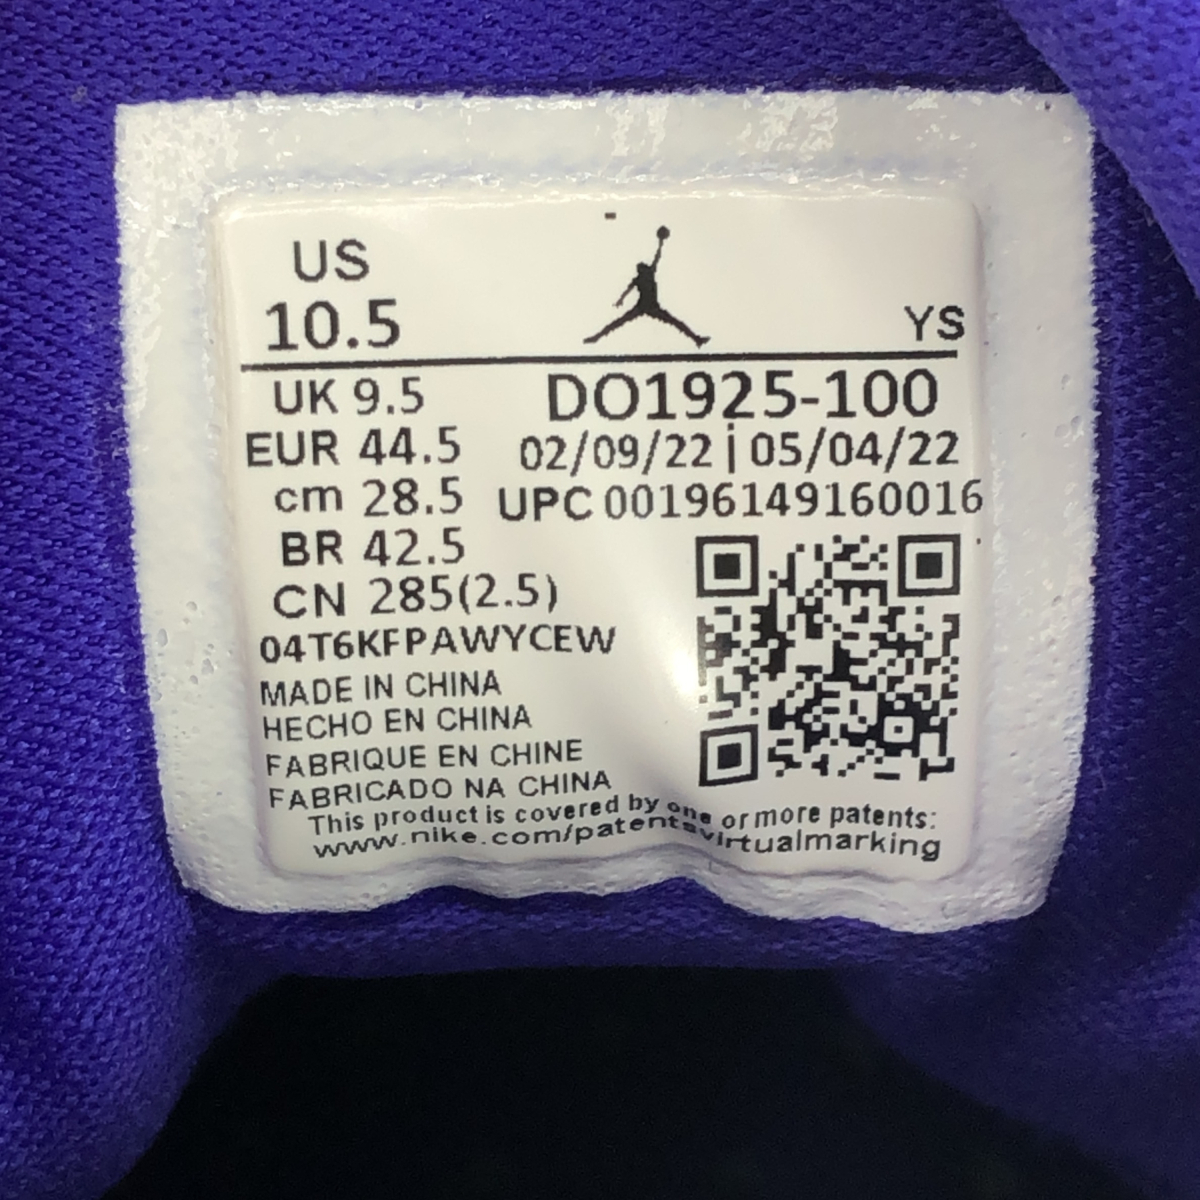 US
10.5
YS
UK 9.5
DO1925-100
EUR 44.5
02/09/22 | 05/04/22
cm 28.5
UPC 00196149160016
BR 42.5
CN 285(2.5)
04T6KFPAWYCEW
MADE IN CHINA
HECHO EN CHINA
FABRIQUE EN CHINE
FABRICADO NA CHINA
This product is covered by one or more patents:
www.nike.com/patentsvirtualmarking